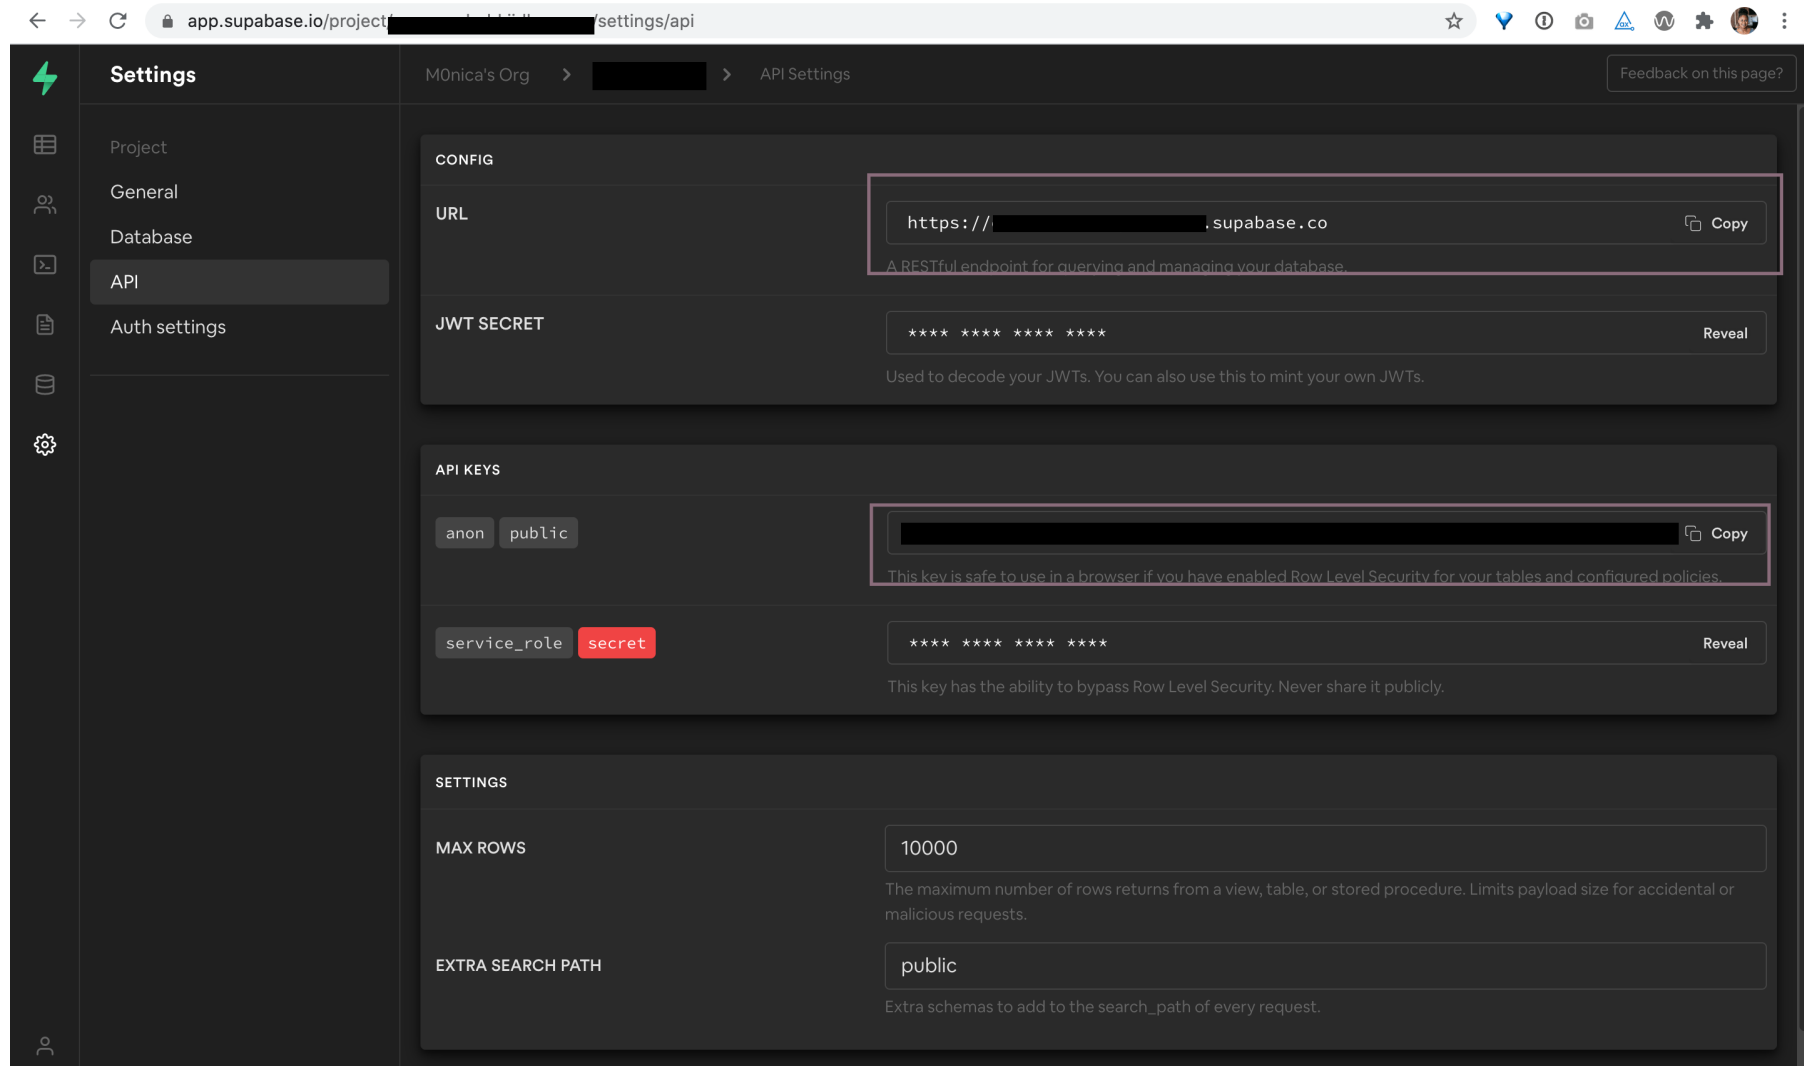 app.supabase.io/project/ /settings/api
Settings
M0nica's Org > > API Settings
Feedback on this page?
Project
General
Database
API
Auth settings
CONFIG
URL
https:// .supabase.co
Copy
A RESTful endpoint for querying and managing your database.
JWT SECRET
**** **** **** ****
Reveal
Used to decode your JWTs. You can also use this to mint your own JWTs.
API KEYS
anon public
Copy
This key is safe to use in a browser if you have enabled Row Level Security for your tables and configured policies.
service_role secret
**** **** **** ****
Reveal
This key has the ability to bypass Row Level Security. Never share it publicly.
SETTINGS
MAX ROWS
10000
The maximum number of rows returns from a view, table, or stored procedure. Limits payload size for accidental or
malicious requests.
EXTRA SEARCH PATH
public
Extra schemas to add to the search_path of every request.